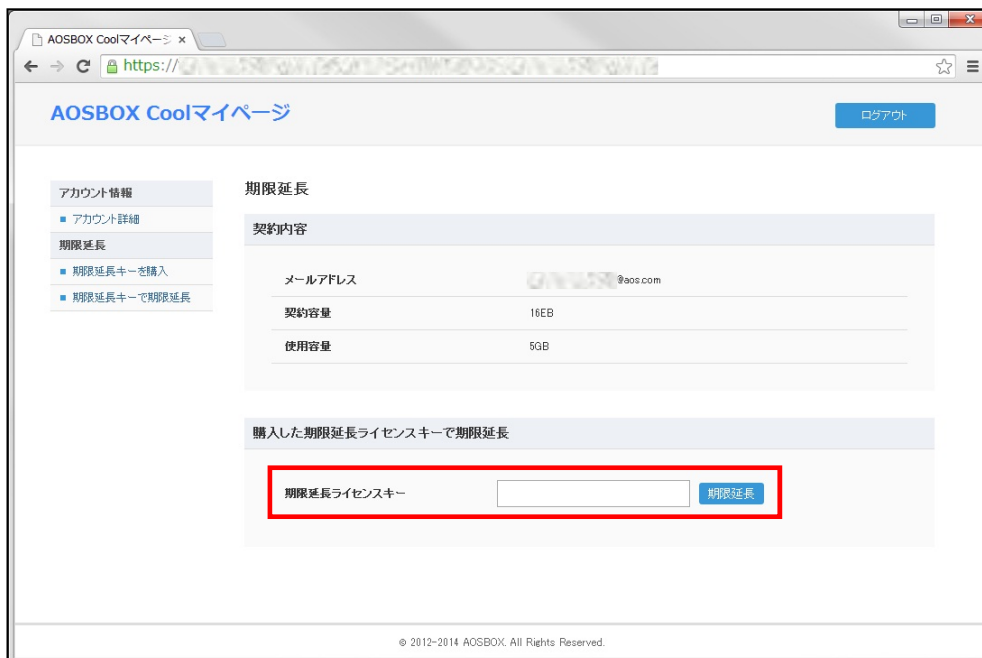 AOSBOX Coolマイページ
https://
AOSBOX Coolマイページ
ログアウト
アカウント情報
アカウント詳細
期限延長
期限延長キーを購入
期限延長キーで期限延長
期限延長
契約内容
メールアドレス @aos.com
契約容量 16EB
使用容量 5GB
購入した期限延長ライセンスキーで期限延長
期限延長ライセンスキー 期限延長
© 2012-2014 AOSBOX. All Rights Reserved.